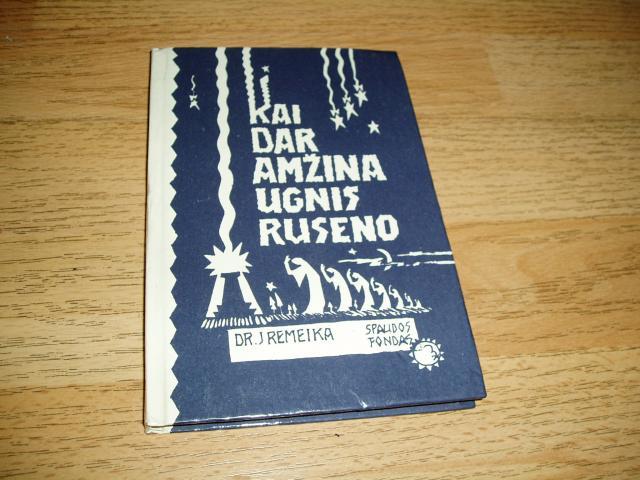 KAI
DAR
AMŽINA
UGNIS
RUSENO
DR. J REMEIKA
SPAUDOS
FONDAS